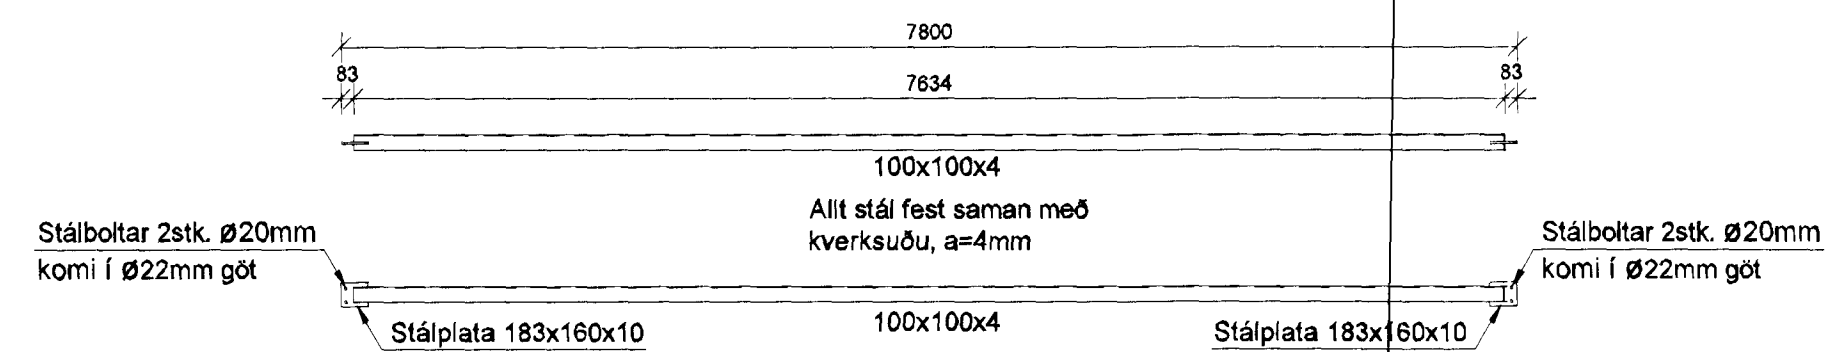 7800
83
7634
83
100x100x4
Allt stál fest saman með
kverksuðu, a=4mm
Stálboltar 2stk. Ø20mm
komi í Ø22mm göt
Stálboltar 2stk. Ø20mm
komi í Ø22mm göt
100x100x4
Stálplata 183x160x10
Stálplata 183x160x10